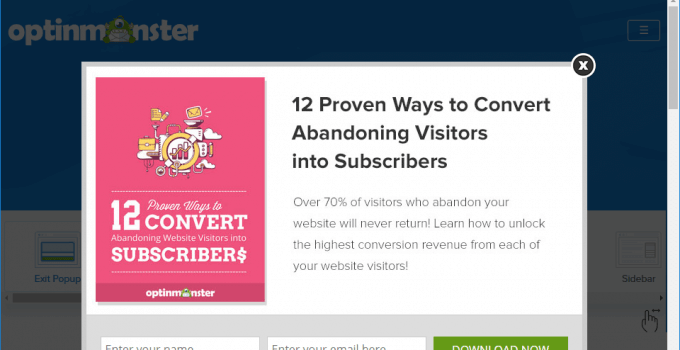 optinmonster
X
12 Proven Ways to Convert
Abandoning Visitors
into Subscribers
Over 70% of visitors who abandon your
website will never return! Learn how to unlock
the highest conversion revenue from each of
your website visitors!
12 Proven Ways to
CONVERT
Abandoning Website Visitors Into
SUBSCRIBER$
optinmonster
Exit Popup
Sidebar
Enter your name
Enter your email here
DOWNLOAD NOW